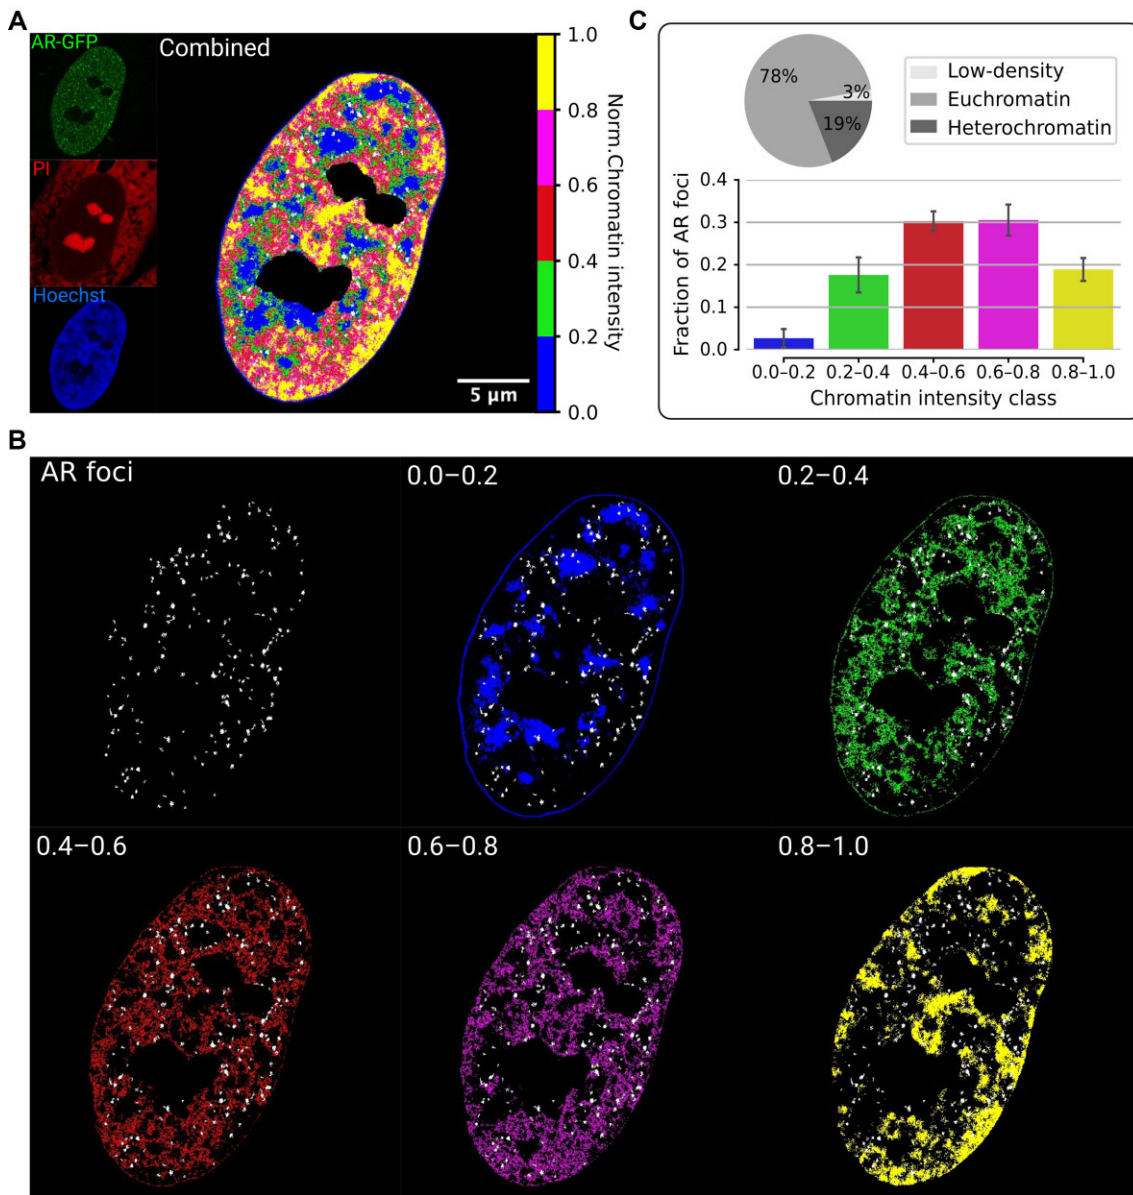 A
AR-GFP
PI
Hoechst
Combined
5 µm
1.0
0.8
0.6
0.4
0.2
0.0
Norm.Chromatin intensity
C
78%
3%
19%
Low-density
Euchromatin
Heterochromatin
Fraction of AR foci
0.4
0.3
0.2
0.1
0.0
0.0–0.2 0.2–0.4 0.4–0.6 0.6–0.8 0.8–1.0
Chromatin intensity class
B
AR foci
0.0–0.2
0.2–0.4
0.4–0.6
0.6–0.8
0.8–1.0